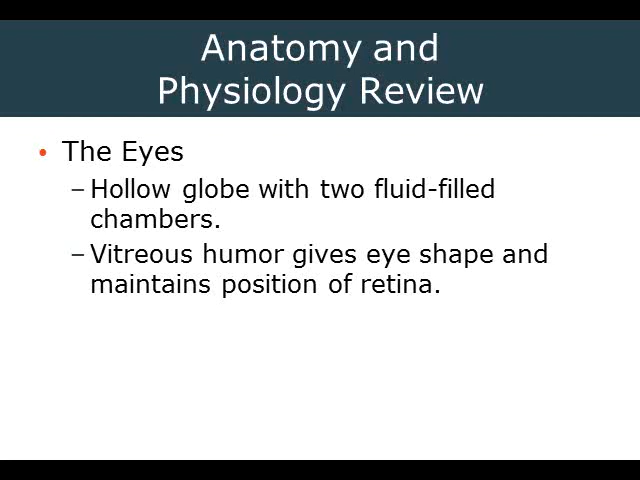 Anatomy and
Physiology Review
• The Eyes
– Hollow globe with two fluid-filled
chambers.
– Vitreous humor gives eye shape and
maintains position of retina.